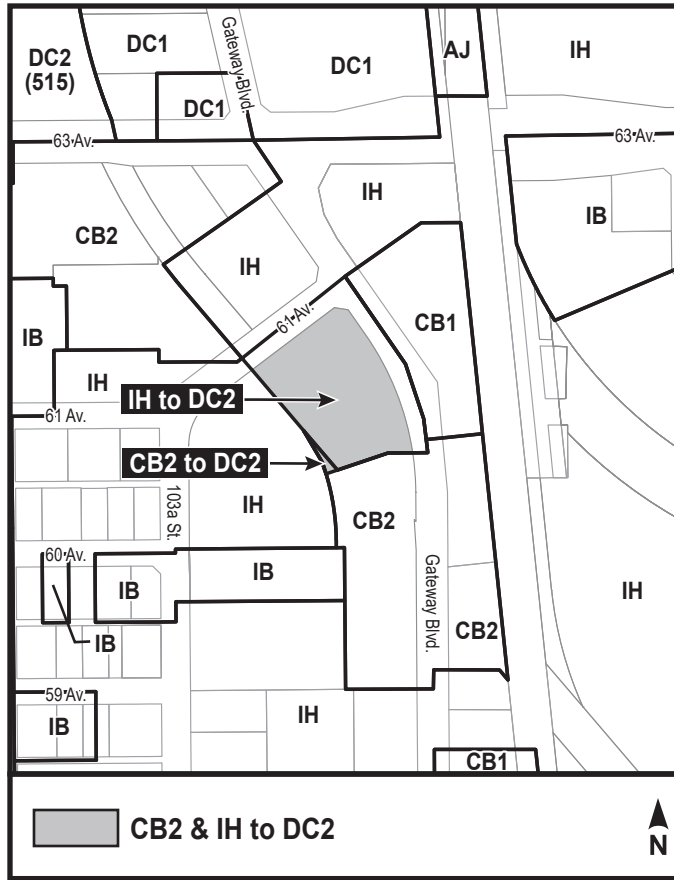 DC2
(515)
DC1
Gateway Blvd.
DC1
AJ
IH
DC1
63 Av.
63 Av.
IH
IB
CB2
IH
61 Av.
CB1
IB
IH
IH to DC2
61 Av.
CB2 to DC2
103a St.
IH
CB2
60 Av.
IB
IB
Gateway Blvd.
IH
IB
CB2
59 Av.
IB
IH
CB1
CB2 & IH to DC2
N